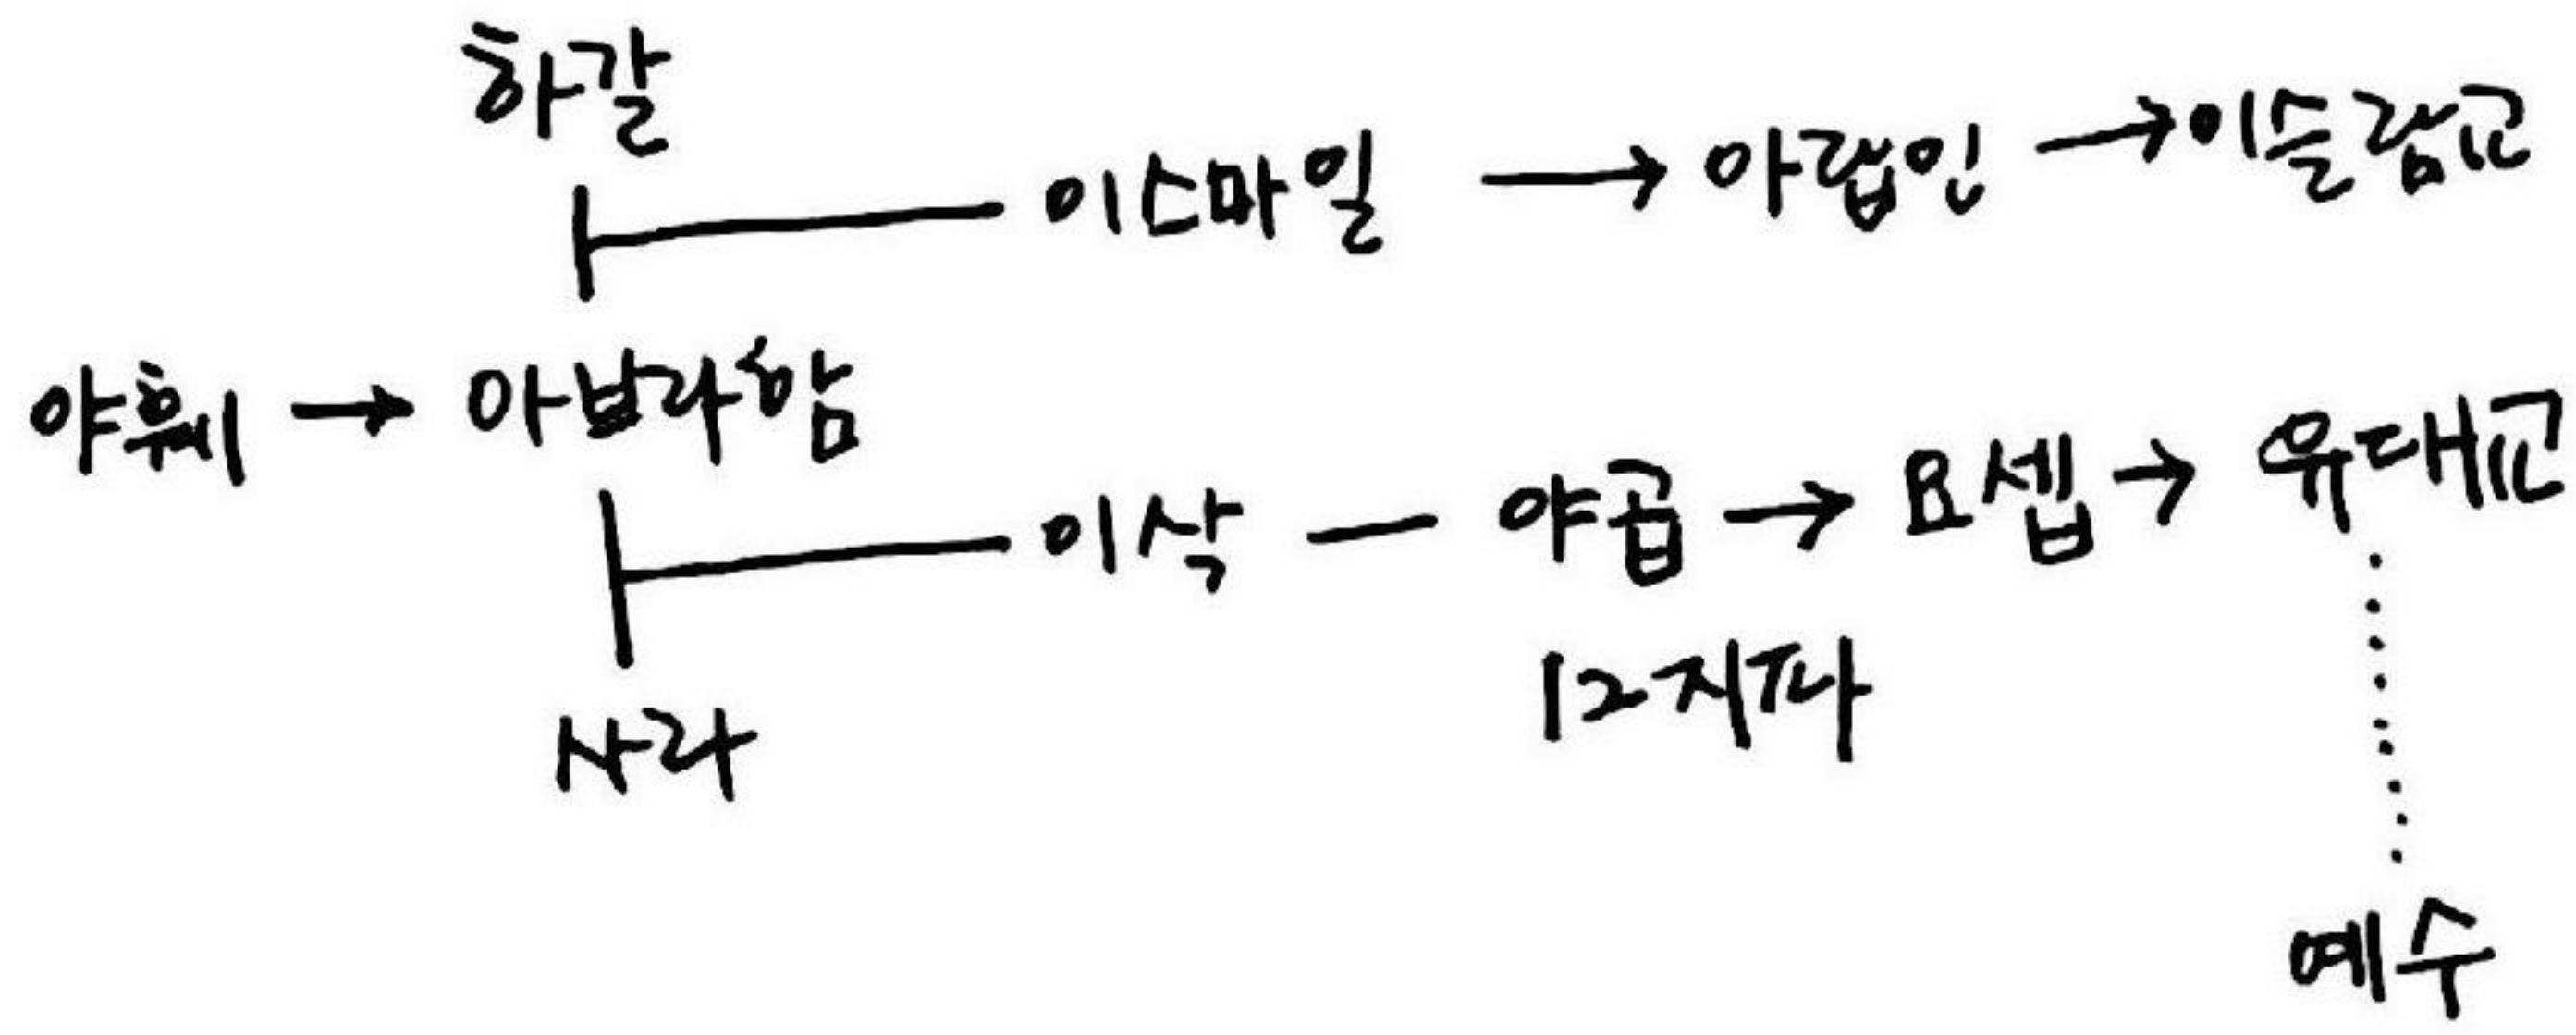 하갈
이스마일 → 아랍인 → 이슬람교
야훼 → 아브라함
이삭 — 야곱 → 요셉 → 유대교
12지파
사라
예수